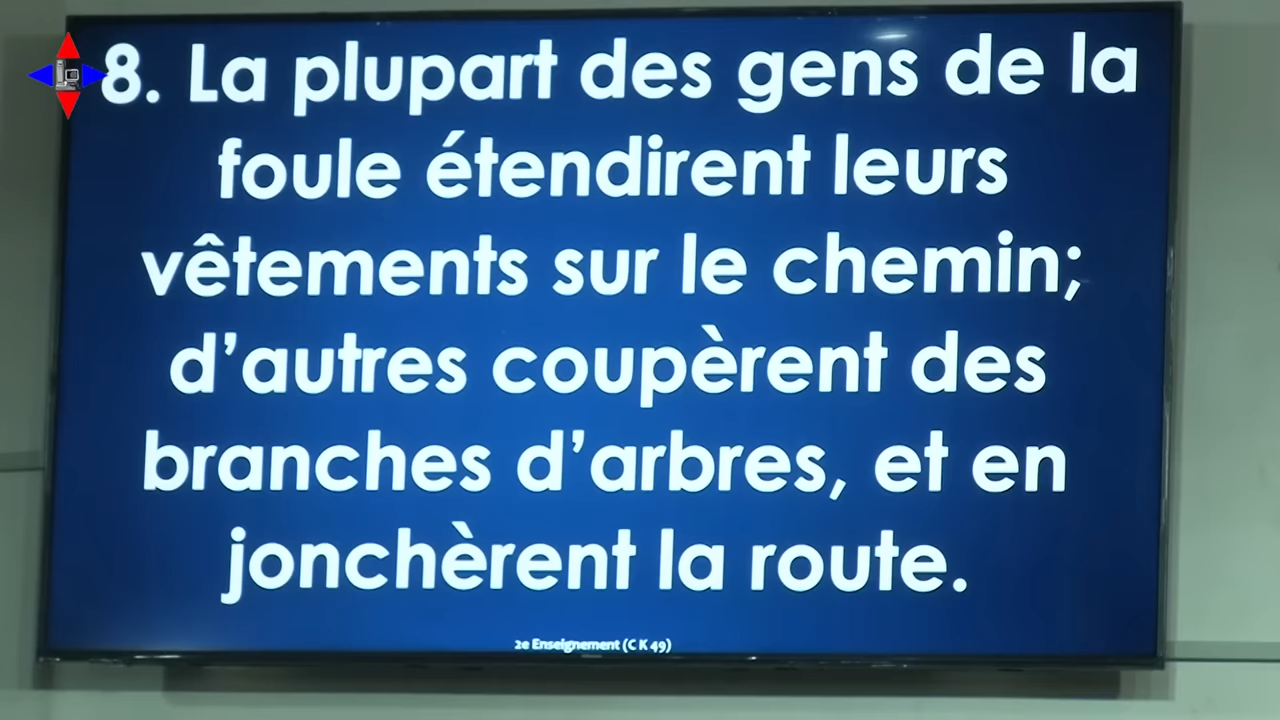 8. La plupart des gens de la
foule étendirent leurs
vêtements sur le chemin;
d’autres coupèrent des
branches d’arbres, et en
jonchèrent la route.
2e Enseignement (C K 49)